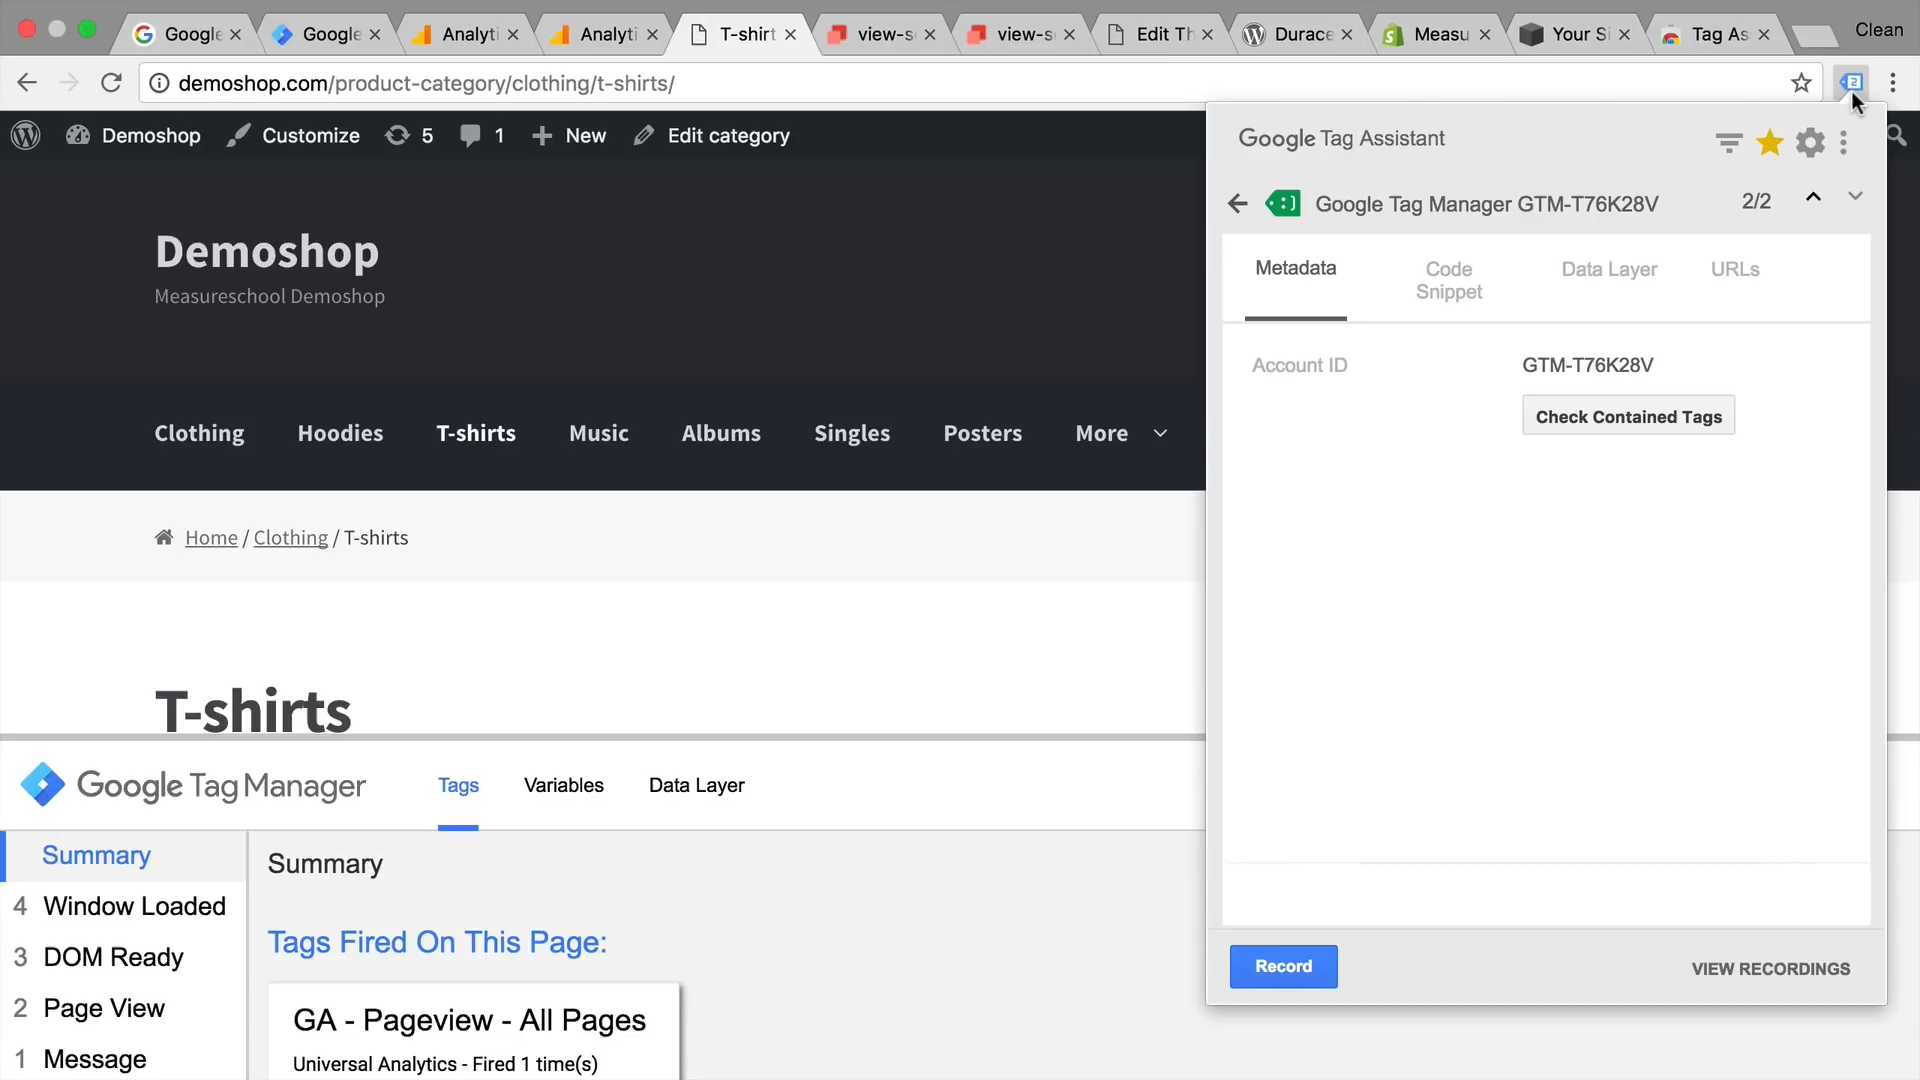 Google
Google
Analyti
Analyti
T-shirt
view-s
view-s
Edit Th
Durace
Measu
Your Si
Tag As
Clean
demoshop.com/product-category/clothing/t-shirts/
2
Demoshop
Customize
5
1
New
Edit category
Demoshop
Measureschool Demoshop
Clothing
Hoodies
T-shirts
Music
Albums
Singles
Posters
More
Home / Clothing / T-shirts
T-shirts
Google Tag Assistant
Google Tag Manager GTM-T76K28V
2/2
Metadata
Code
Snippet
Data Layer
URLs
Account ID
GTM-T76K28V
Check Contained Tags
Record
VIEW RECORDINGS
Google Tag Manager
Tags
Variables
Data Layer
Summary
4 Window Loaded
3 DOM Ready
2 Page View
1 Message
Summary
Tags Fired On This Page:
GA - Pageview - All Pages
Universal Analytics - Fired 1 time(s)